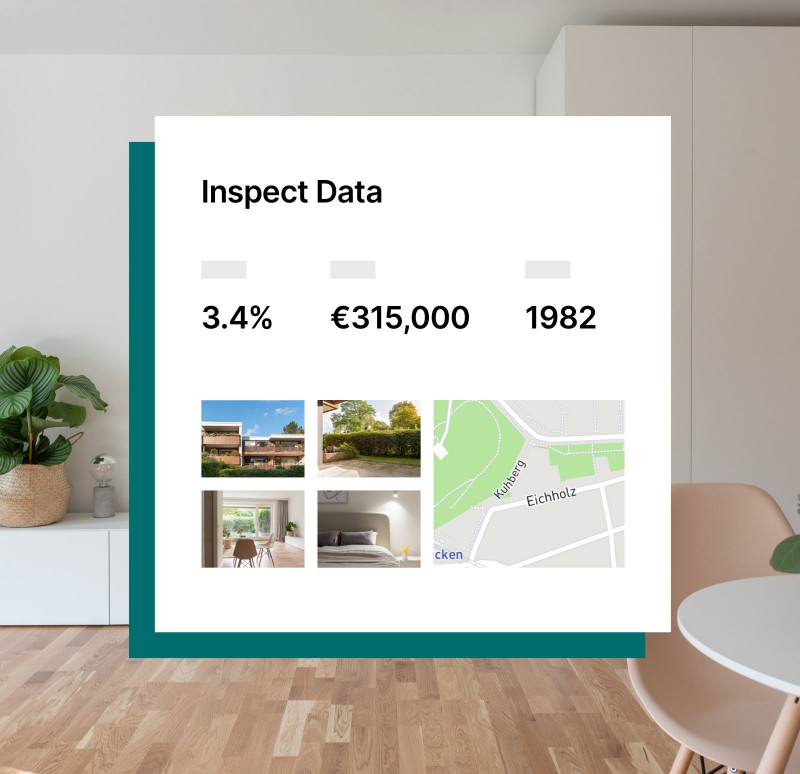 Inspect Data
3.4% €315,000 1982
Kuhberg
Eichholz
cken